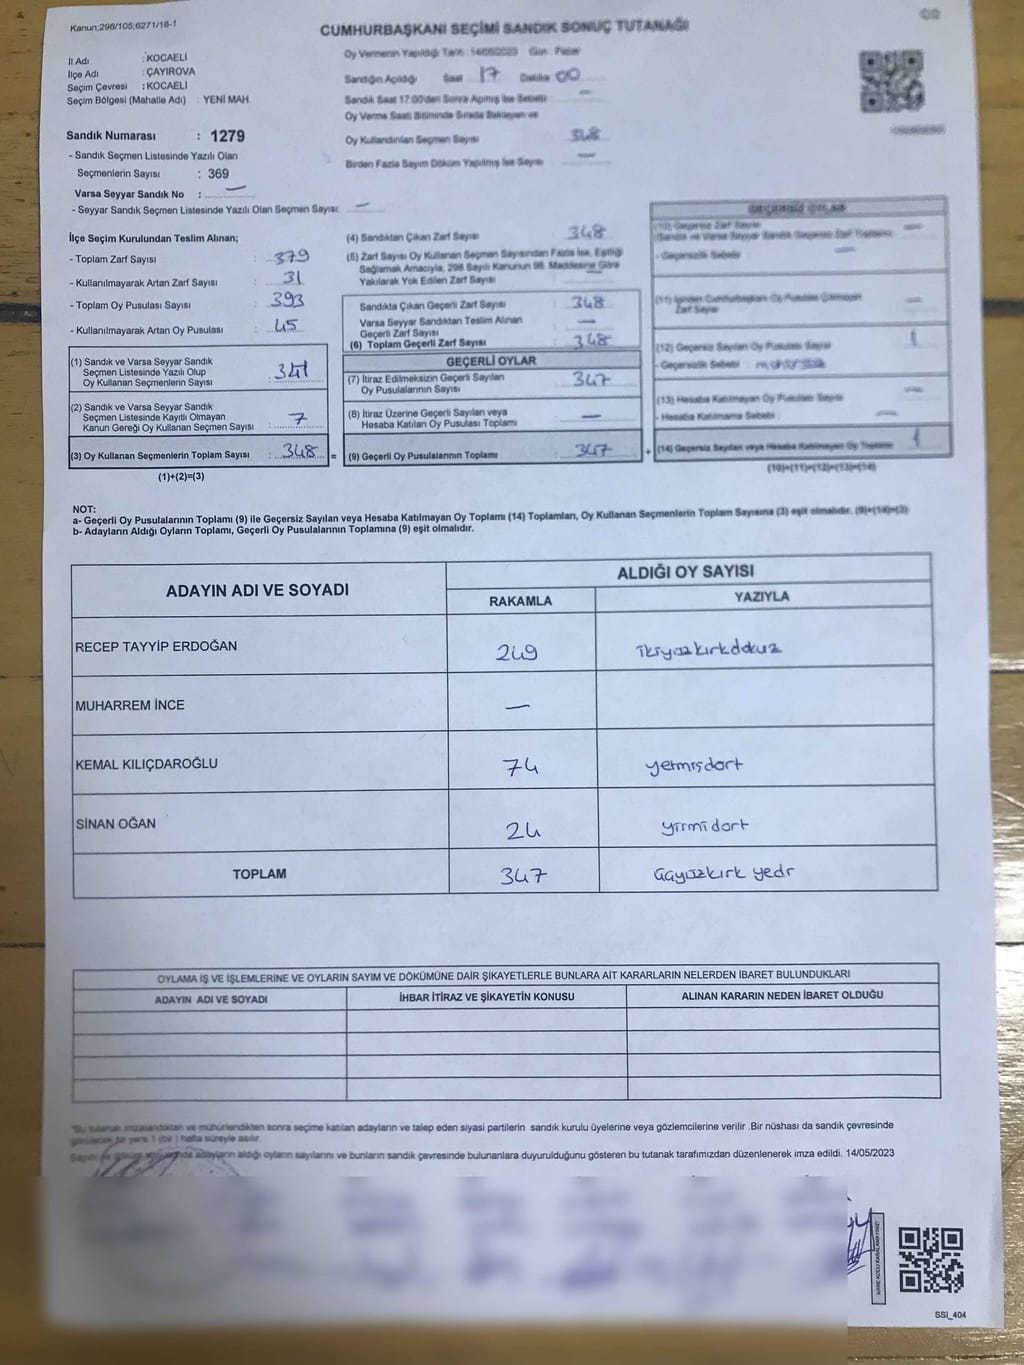 Kanun;298/105,6271/18-1
CUMHURBAŞKANI SEÇİMİ SANDIK SONUÇ TUTANAĞI
İl Adı : KOCAELİ
İlçe Adı : ÇAYIROVA
Seçim Çevresi : KOCAELİ
Seçim Bölgesi (Mahalle Adı) : YENİ MAH.
Sandık Numarası : 1279
- Sandık Seçmen Listesinde Yazılı Olan
Seçmenlerin Sayısı : 369
Varsa Seyyar Sandık No : —
- Seyyar Sandık Seçmen Listesinde Yazılı Olan Seçmen Sayısı: —
Oy Vermenin Yapıldığı Tarih 14/05/2023 Gün Pazar
Sandığın Açıldığı Saat 17 Dakika 00
Sandık Saat 17:00'den Sonra Açılmış İse Sebebi —
Oy Verme Saati Bitiminde Sırada Bekleyen ve
Oy Kullandırılan Seçmen Sayısı 348
Birden Fazla Sayım Döküm Yapılmış İse Sayısı —
İlçe Seçim Kurulundan Teslim Alınan;
- Toplam Zarf Sayısı : 379
- Kullanılmayarak Artan Zarf Sayısı : 31
- Toplam Oy Pusulası Sayısı : 393
- Kullanılmayarak Artan Oy Pusulası : 45
(1) Sandık ve Varsa Seyyar Sandık
Seçmen Listesinde Yazılı Olup
Oy Kullanan Seçmenlerin Sayısı : 341
(2) Sandık ve Varsa Seyyar Sandık
Seçmen Listesinde Kayıtlı Olmayan
Kanun Gereği Oy Kullanan Seçmen Sayısı : 7
(3) Oy Kullanan Seçmenlerin Toplam Sayısı : 348 =
(1)+(2)=(3)
(4) Sandıktan Çıkan Zarf Sayısı 348
(5) Zarf Sayısı Oy Kullanan Seçmen Sayısından Fazla İse, Eşitliği
Sağlamak Amacıyla, 298 Sayılı Kanunun 98. Maddesine Göre
Yakılarak Yok Edilen Zarf Sayısı
Sandıkta Çıkan Geçerli Zarf Sayısı 348
Varsa Seyyar Sandıktan Teslim Alınan
Geçerli Zarf Sayısı —
(6) Toplam Geçerli Zarf Sayısı 348
GEÇERLİ OYLAR
(7) İtiraz Edilmeksizin Geçerli Sayılan
Oy Pusulalarının Sayısı 347
(8) İtiraz Üzerine Geçerli Sayılan veya
Hesaba Katılan Oy Pusulası Toplamı —
(9) Geçerli Oy Pusulalarının Toplamı 347 +
GEÇERSİZ OYLAR
(10) Geçersiz Zarf Sayısı
(Sandık ve Varsa Seyyar Sandık Geçersiz Zarf Toplamı) —
- Geçersizlik Sebebi : —
(11) İçinden Cumhurbaşkanı Oy Pusulası Çıkmayan
Zarf Sayısı —
(12) Geçersiz Sayılan Oy Pusulası Sayısı 1
- Geçersizlik Sebebi :
(13) Hesaba Katılmayan Oy Pusulası Sayısı —
- Hesaba Katılmama Sebebi : —
(14) Geçersiz Sayılan veya Hesaba Katılmayan Oy Toplamı 1
(10)+(11)+(12)+(13)=(14)
NOT:
a- Geçerli Oy Pusulalarının Toplamı (9) ile Geçersiz Sayılan veya Hesaba Katılmayan Oy Toplamı (14) Toplamları, Oy Kullanan Seçmenlerin Toplam Sayısına (3) eşit olmalıdır. (9)+(14)=(3)
b- Adayların Aldığı Oyların Toplamı, Geçerli Oy Pusulalarının Toplamına (9) eşit olmalıdır.
ADAYIN ADI VE SOYADI
ALDIĞI OY SAYISI
RAKAMLA YAZIYLA
RECEP TAYYİP ERDOĞAN 249 ikiyüzkırkdokuz
MUHARREM İNCE —
KEMAL KILIÇDAROĞLU 74 yetmişdört
SİNAN OĞAN 24 yirmidört
TOPLAM 347 üçyüzkırk yedi
OYLAMA İŞ VE İŞLEMLERİNE VE OYLARIN SAYIM VE DÖKÜMÜNE DAİR ŞİKAYETLERLE BUNLARA AİT KARARLARIN NELERDEN İBARET BULUNDUKLARI
ADAYIN ADI VE SOYADI İHBAR İTİRAZ VE ŞİKAYETİN KONUSU ALINAN KARARIN NEDEN İBARET OLDUĞU
*Bu tutanak imzalandıktan ve mühürlendikten sonra seçime katılan adayların ve talep eden siyasi partilerin sandık kurulu üyelerine veya gözlemcilerine verilir .Bir nüshası da sandık çevresinde
görülecek bir yere 1 (bir ) hafta süreyle asılır.
adayların aldığı oyların sayılarını ve bunların sandık çevresinde bulunanlara duyurulduğunu gösteren bu tutanak tarafımızdan düzenlenerek imza edildi. 14/05/2023
SSI_404